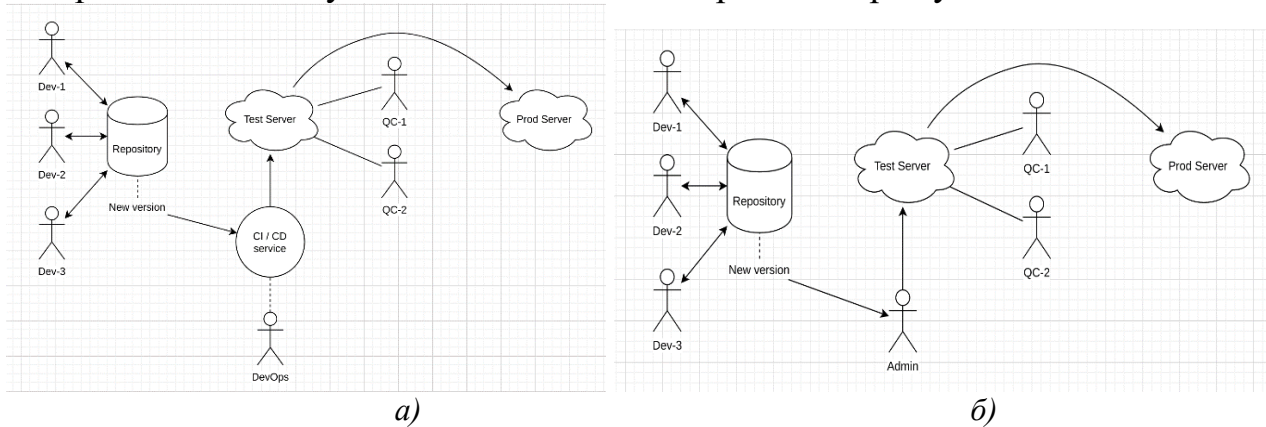 Dev-1
Dev-2
Dev-3
Repository
New version
CI / CD
service
DevOps
Test Server
QC-1
QC-2
Prod Server
а)
Dev-1
Dev-2
Dev-3
Repository
New version
Admin
Test Server
QC-1
QC-2
Prod Server
б)